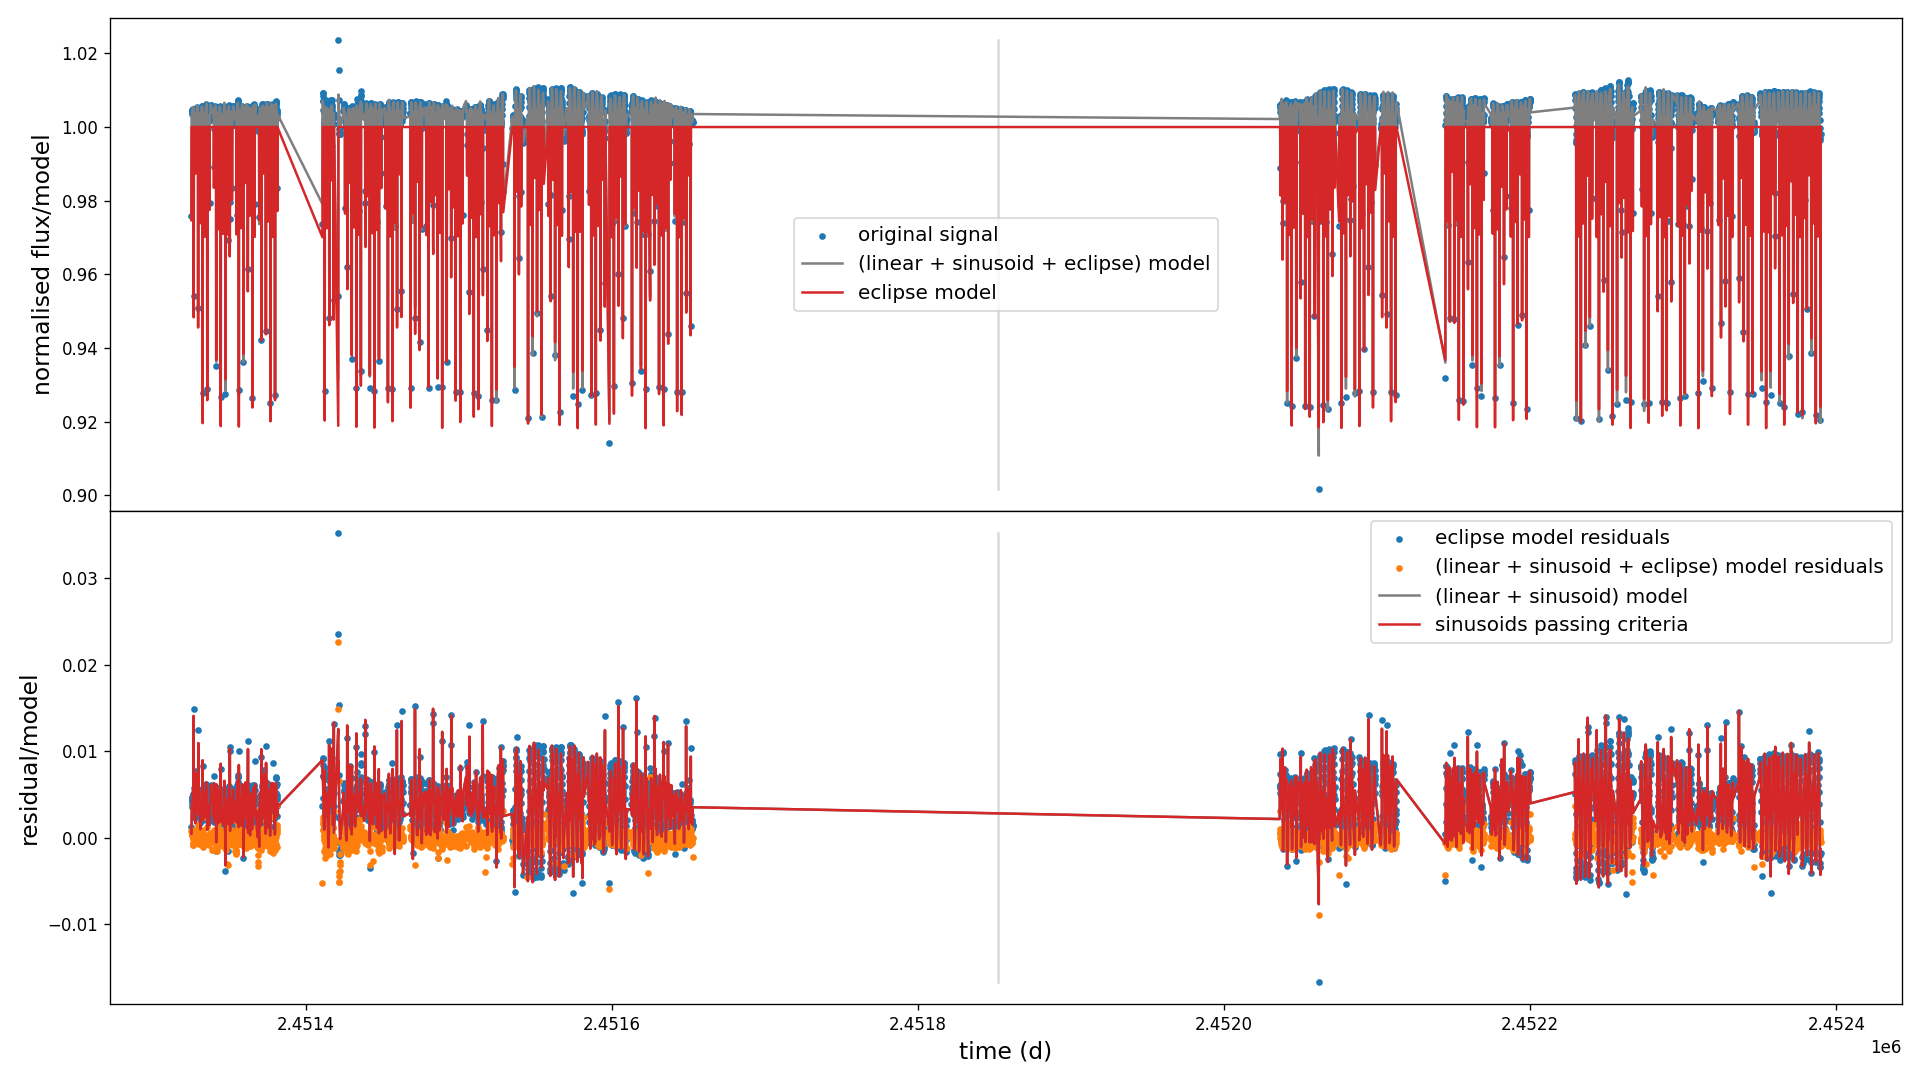 normalised flux/model
1.02
1.00
0.98
0.96
0.94
0.92
0.90
original signal
(linear + sinusoid + eclipse) model
eclipse model
residual/model
0.03
0.02
0.01
0.00
−0.01
eclipse model residuals
(linear + sinusoid + eclipse) model residuals
(linear + sinusoid) model
sinusoids passing criteria
2.4514 2.4516 2.4518 2.4520 2.4522 2.4524
1e6
time (d)